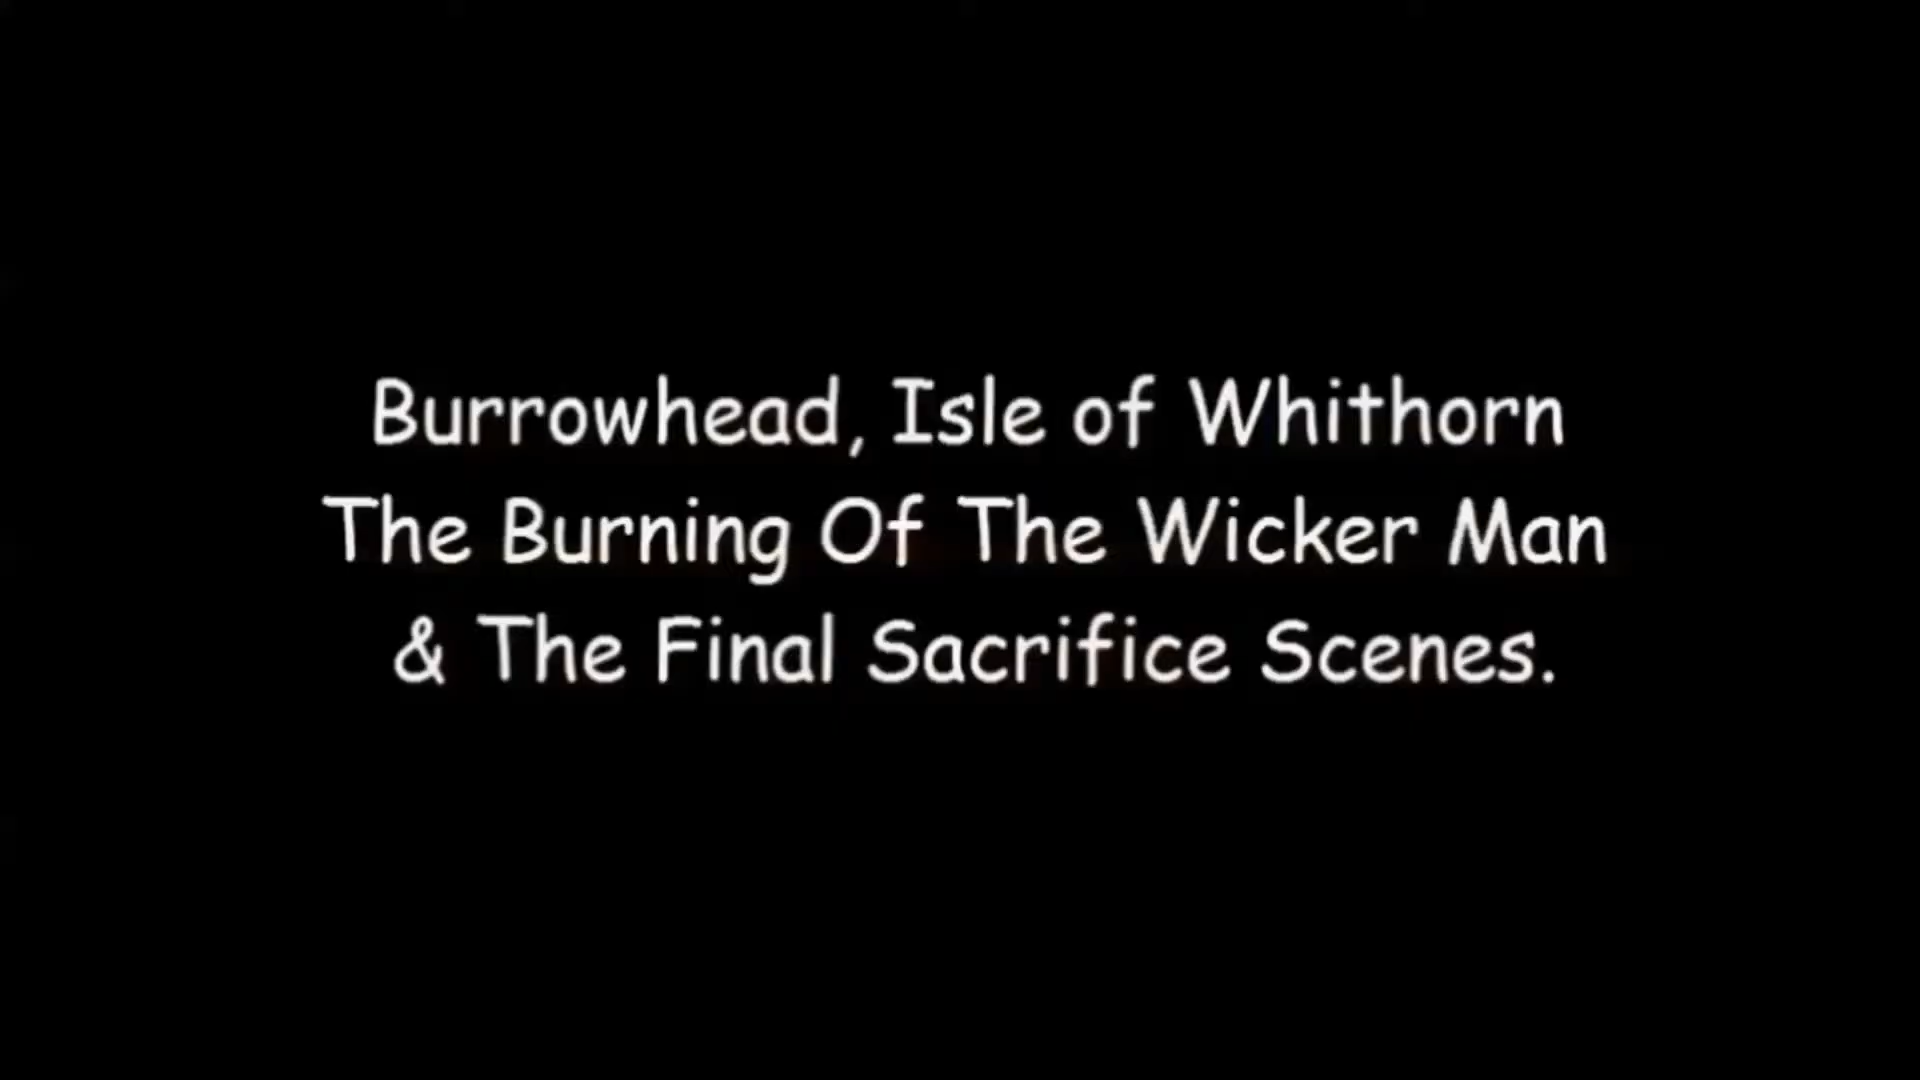 Burrowhead, Isle of Whithorn
The Burning Of The Wicker Man
& The Final Sacrifice Scenes.